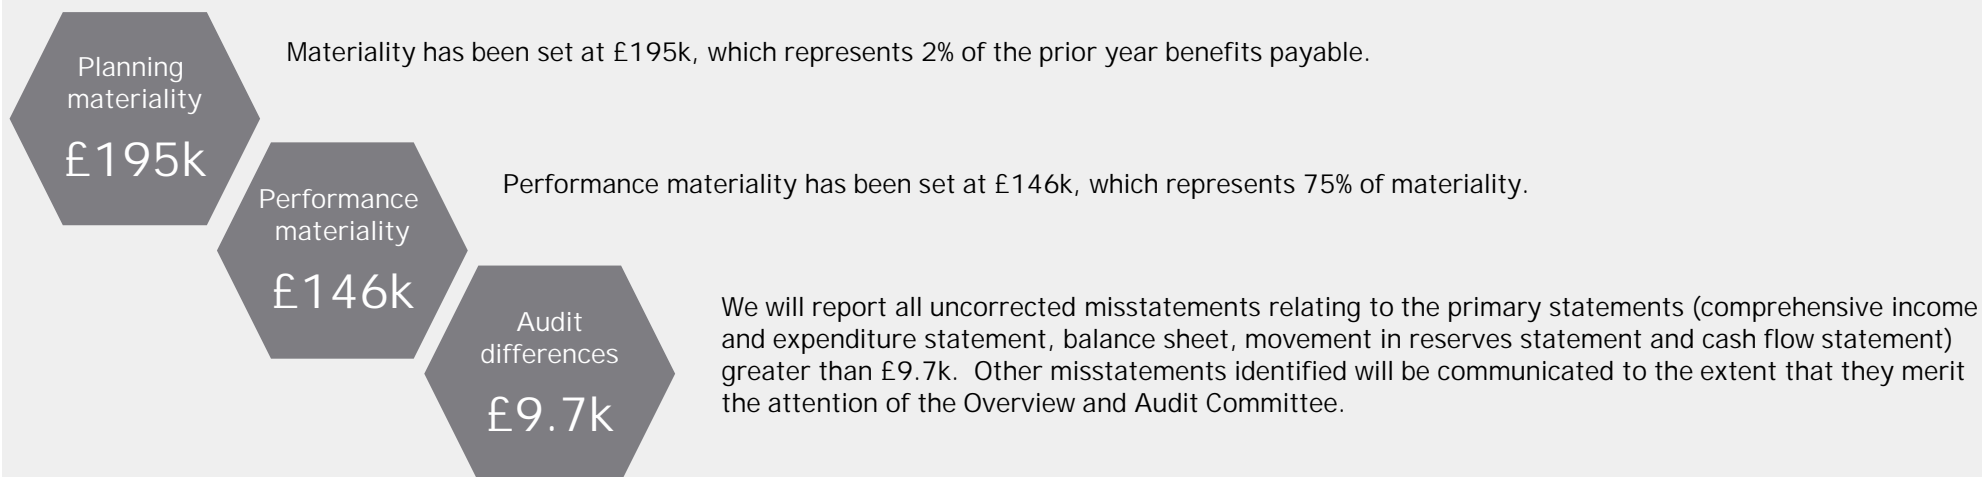 Planning
materiality
£195k
Materiality has been set at £195k, which represents 2% of the prior year benefits payable.
Performance
materiality
£146k
Performance materiality has been set at £146k, which represents 75% of materiality.
Audit
differences
£9.7k
We will report all uncorrected misstatements relating to the primary statements (comprehensive income
and expenditure statement, balance sheet, movement in reserves statement and cash flow statement)
greater than £9.7k.  Other misstatements identified will be communicated to the extent that they merit
the attention of the Overview and Audit Committee.